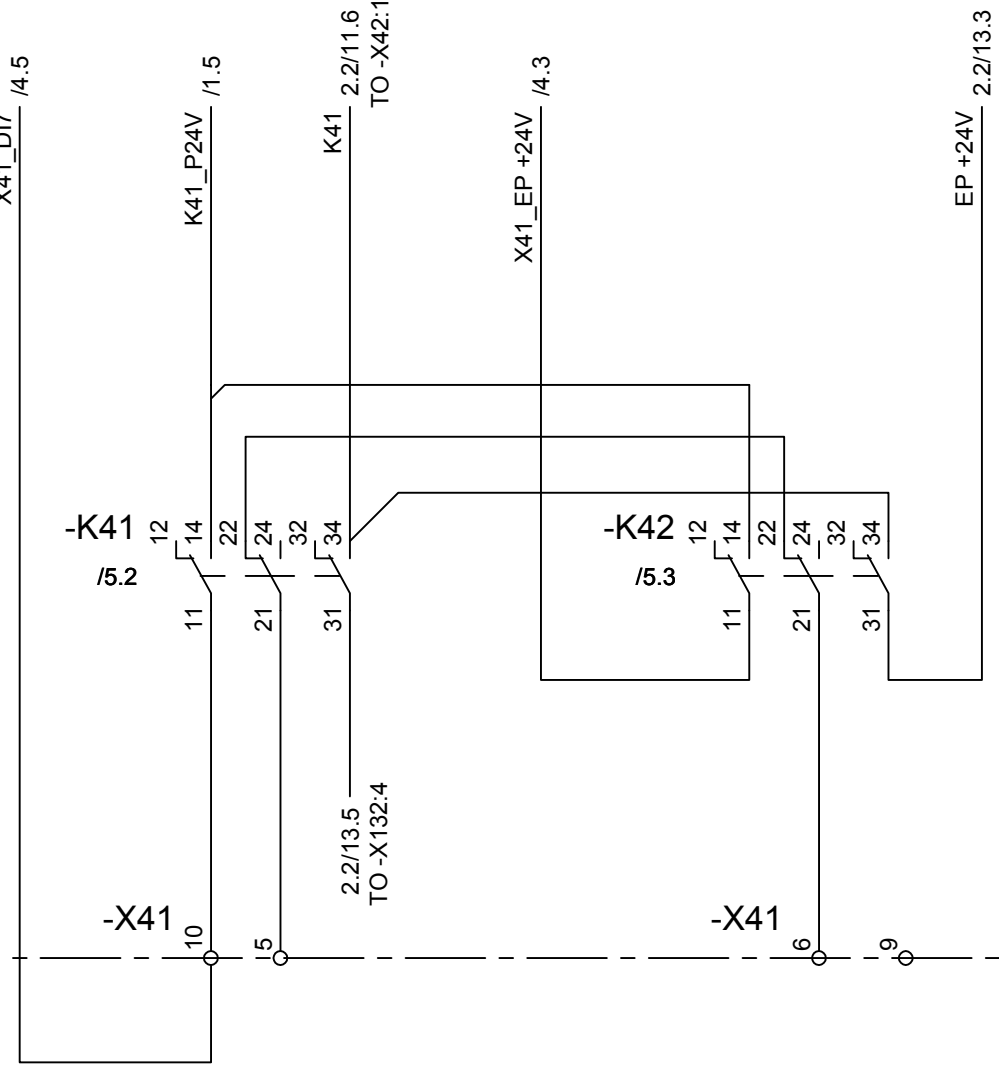 X41_DI7 /4.5
K41_P24V /1.5
K41 2.2/11.6
TO -X42:1
X41_EP +24V /4.3
EP +24V 2.2/13.3
-K41
/5.2
12
14
22
24
32
34
11
21
31
-K42
/5.3
12
14
22
24
32
34
11
21
31
2.2/13.5
TO -X132:4
-X41
10
5
-X41
6
9